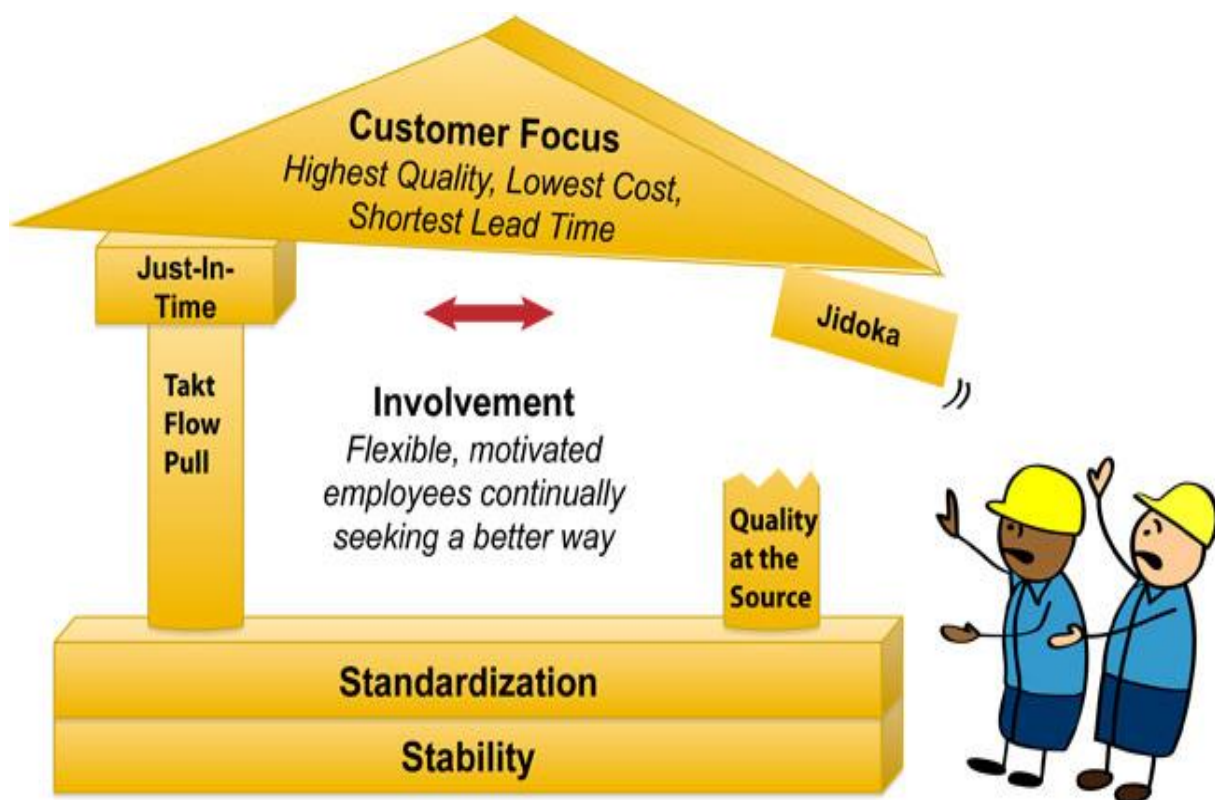 Customer Focus
Highest Quality, Lowest Cost,
Shortest Lead Time
Just-In-
Time
Jidoka
Takt
Flow
Pull
Involvement
Flexible, motivated
employees continually
seeking a better way
Quality
at the
Source
Standardization
Stability